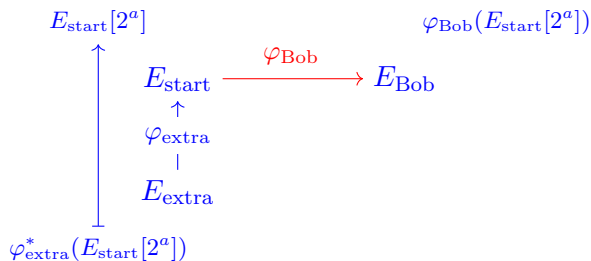 E_start[2^a] φ_Bob(E_start[2^a])
φ_Bob
E_start E_Bob
φ_extra
E_extra
φ^*_extra(E_start[2^a])